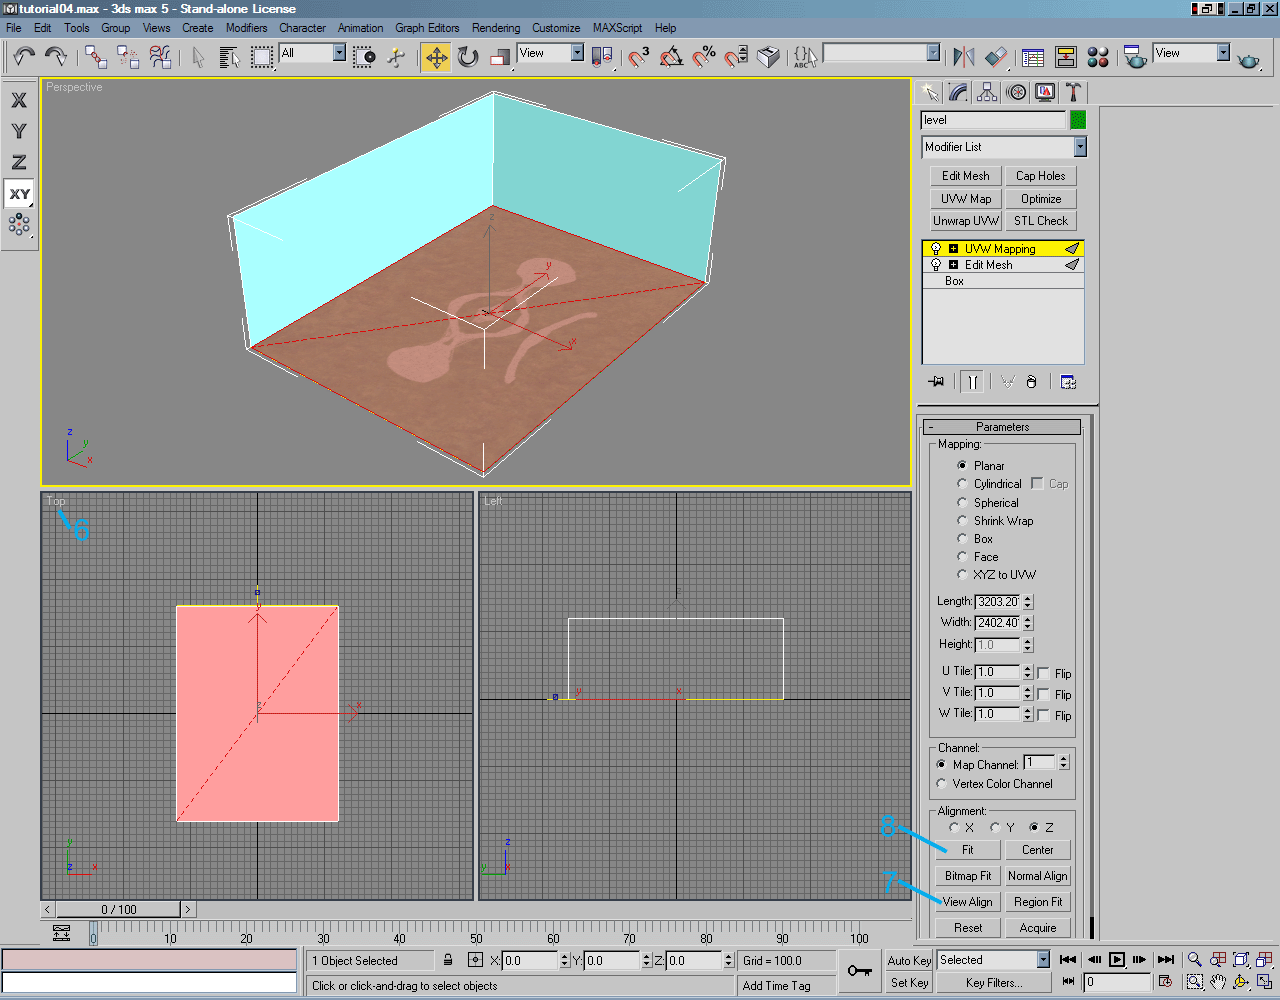 tutorial04.max - 3ds max 5 - Stand-alone License
File Edit Tools Group Views Create Modifiers Character Animation Graph Editors Rendering Customize MAXScript Help
All
View
3
%
ABC
View
X
Y
Z
XY
Perspective
z
y
x
z
y
x
level
Modifier List
Edit Mesh Cap Holes
UVW Map Optimize
Unwrap UVW STL Check
UVW Mapping
Edit Mesh
Box
- Parameters
Mapping:
Planar
Cylindrical Cap
Spherical
Shrink Wrap
Box
Face
XYZ to UVW
Length: 3203.20
Width: 2402.40
Height: 1.0
U Tile: 1.0 Flip
V Tile: 1.0 Flip
W Tile: 1.0 Flip
Channel:
Map Channel: 1
Vertex Color Channel
Alignment:
X Y Z
8
Fit Center
Bitmap Fit Normal Align
7
View Align Region Fit
Reset Acquire
Top
6
y
z
x
y
z x
Left
z
y
x
z
y x
< 0 / 100 >
0 10 20 30 40 50 60 70 80 90 100
1 Object Selected X: 0.0 Y: 0.0 Z: 0.0 Grid = 100.0
Click or click-and-drag to select objects Add Time Tag
Auto Key Selected
Set Key Key Filters...
0